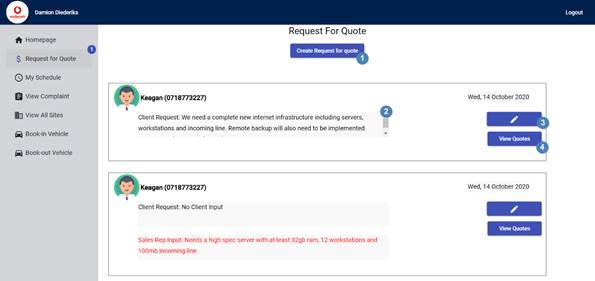 vodacom
Damion Diederiks
Logout
Homepage
Request for Quote
1
My Schedule
View Complaint
View All Sites
Book-in Vehicle
Book-out Vehicle
Request For Quote
Create Request for quote
1
Keagan (0718773227)
Wed, 14 October 2020
Client Request: We need a complete new internet infrastructure including servers,
workstations and incoming line. Remote backup will also need to be implemented.
2
3
View Quotes
4
Keagan (0718773227)
Wed, 14 October 2020
Client Request: No Client Input
View Quotes
Sales Rep Input: Needs a high spec server with at least 32gb ram, 12 workstations and
100mb incoming line